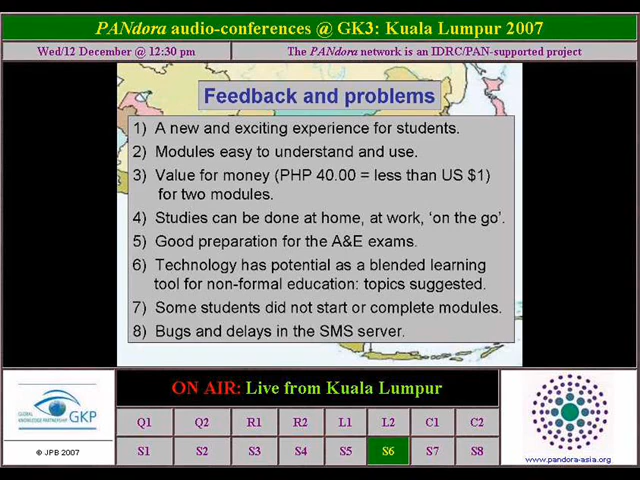 PANdora audio-conferences @ GK3: Kuala Lumpur 2007
Wed/12 December @ 12:30 pm
The PANdora network is an IDRC/PAN-supported project
Feedback and problems
1) A new and exciting experience for students.
2) Modules easy to understand and use.
3) Value for money (PHP 40.00 = less than US $1)
for two modules.
4) Studies can be done at home, at work, ‘on the go’.
5) Good preparation for the A&E exams.
6) Technology has potential as a blended learning
tool for non-formal education: topics suggested.
7) Some students did not start or complete modules.
8) Bugs and delays in the SMS server.
GLOBAL
KNOWLEDGE PARTNERSHIP
GKP
© JPB 2007
ON AIR: Live from Kuala Lumpur
Q1 Q2 R1 R2 L1 L2 C1 C2
S1 S2 S3 S4 S5 S6 S7 S8
www.pandora-asia.org